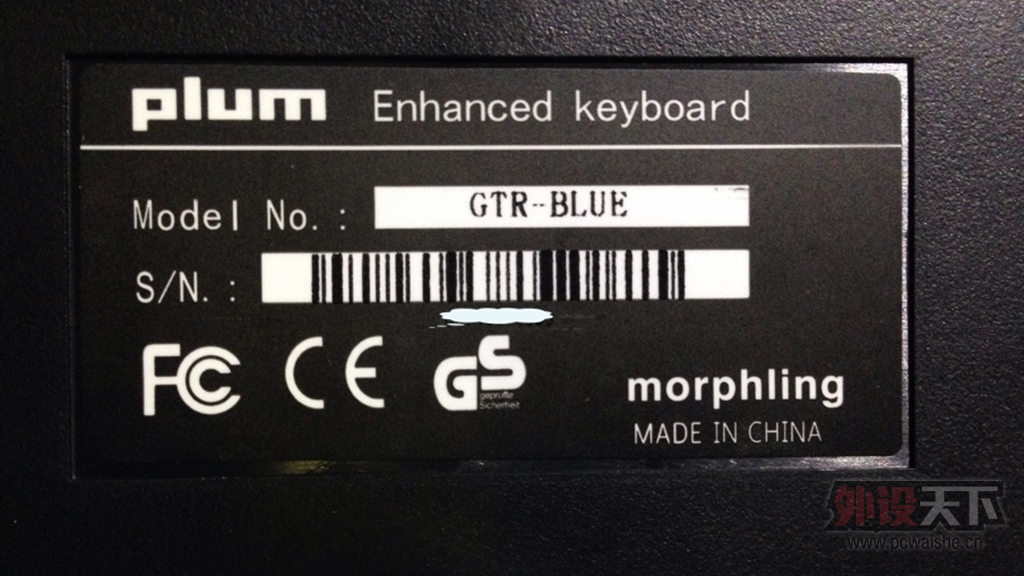 plum Enhanced keyboard
Model No.: GTR-BLUE
S/N.:
FC CE GS
geprüfte
Sicherheit
morphling
MADE IN CHINA
外设天下
www.pcwaishe.cn